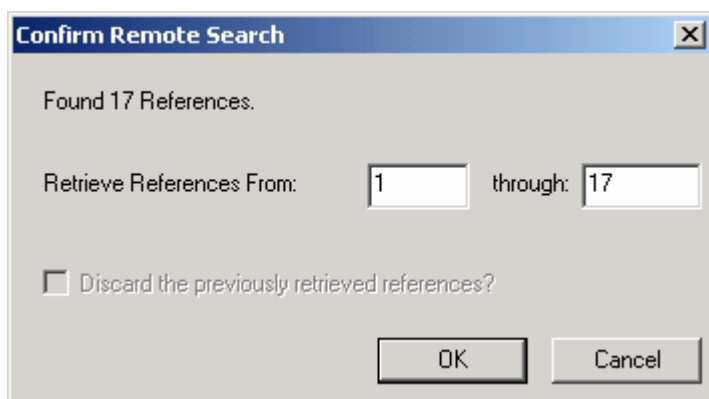 Confirm Remote Search
Found 17 References.
Retrieve References From: 1 through: 17
Discard the previously retrieved references?
OK Cancel